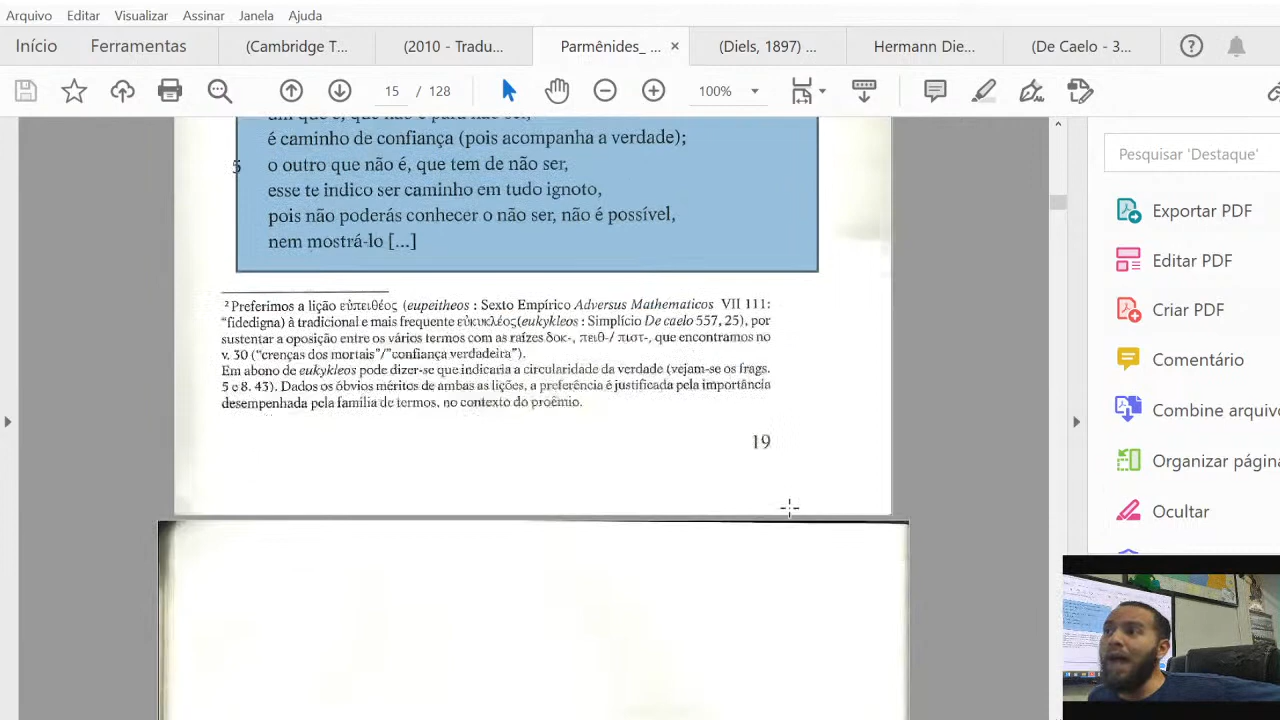 Arquivo Editar Visualizar Assinar Janela Ajuda
Início Ferramentas (Cambridge T... (2010 - Tradu... Parmênides_ ... × (Diels, 1897) ... Hermann Die... (De Caelo - 3...
15 / 128 100%
é caminho de confiança (pois acompanha a verdade);
5 o outro que não é, que tem de não ser,
esse te indico ser caminho em tudo ignoto,
pois não poderás conhecer o não ser, não é possível,
nem mostrá-lo [...]
² Preferimos a lição εὐπειθέος (eupeitheos : Sexto Empírico Adversus Mathematicos VII 111:
“fidedigna) à tradicional e mais frequente εὐκυκλέος(eukykleos : Simplício De caelo 557, 25), por
sustentar a oposição entre os vários termos com as raízes δοκ-, πειθ-/ πιστ-, que encontramos no
v. 30 (“crenças dos mortais”/”confiança verdadeira”).
Em abono de eukykleos pode dizer-se que indicaria a circularidade da verdade (vejam-se os frags.
5 e 8. 43). Dados os óbvios méritos de ambas as lições, a preferência é justificada pela importância
desempenhada pela família de termos, no contexto do proêmio.
19
Pesquisar 'Destaque'
Exportar PDF
Editar PDF
Criar PDF
Comentário
Combine arquivo
Organizar página
Ocultar